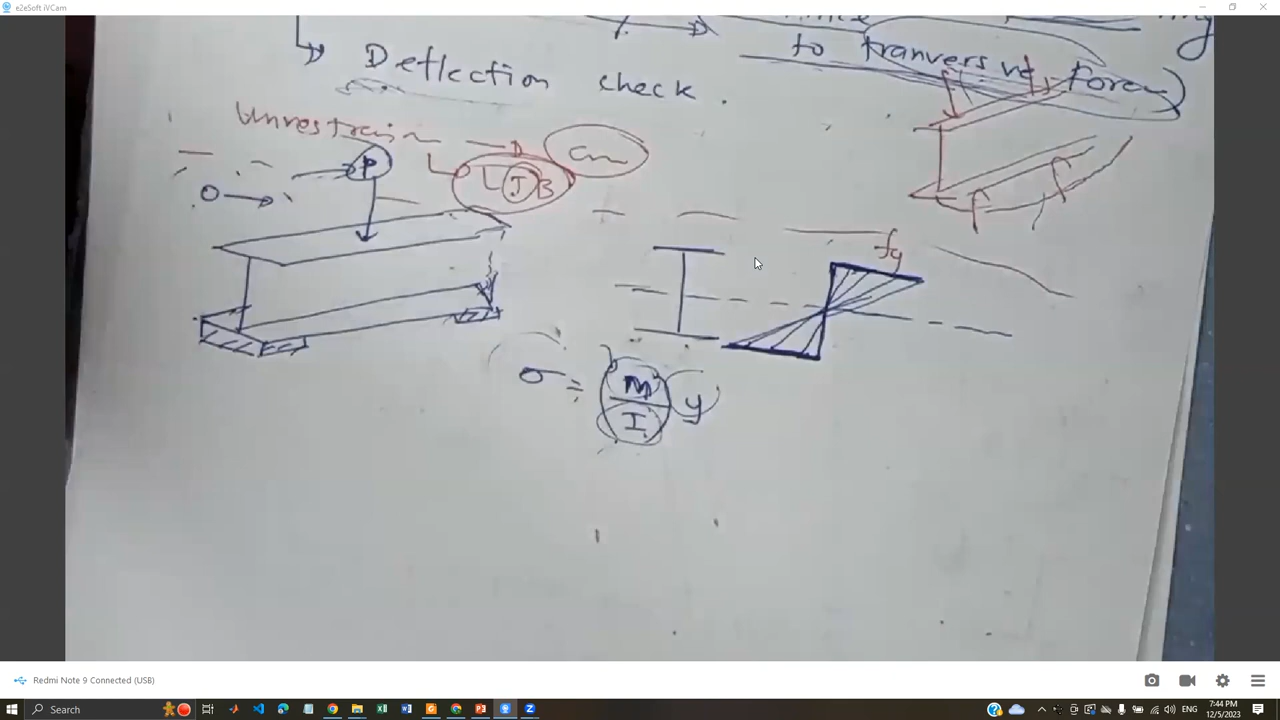 e2eSoft iVCam
to tranvers
Force)
Deflection check.
Unrestrain
P
LJB
Cm
fy
σ = M/I y
Redmi Note 9 Connected (USB)
Search
ENG
7:44 PM
12/5/2023